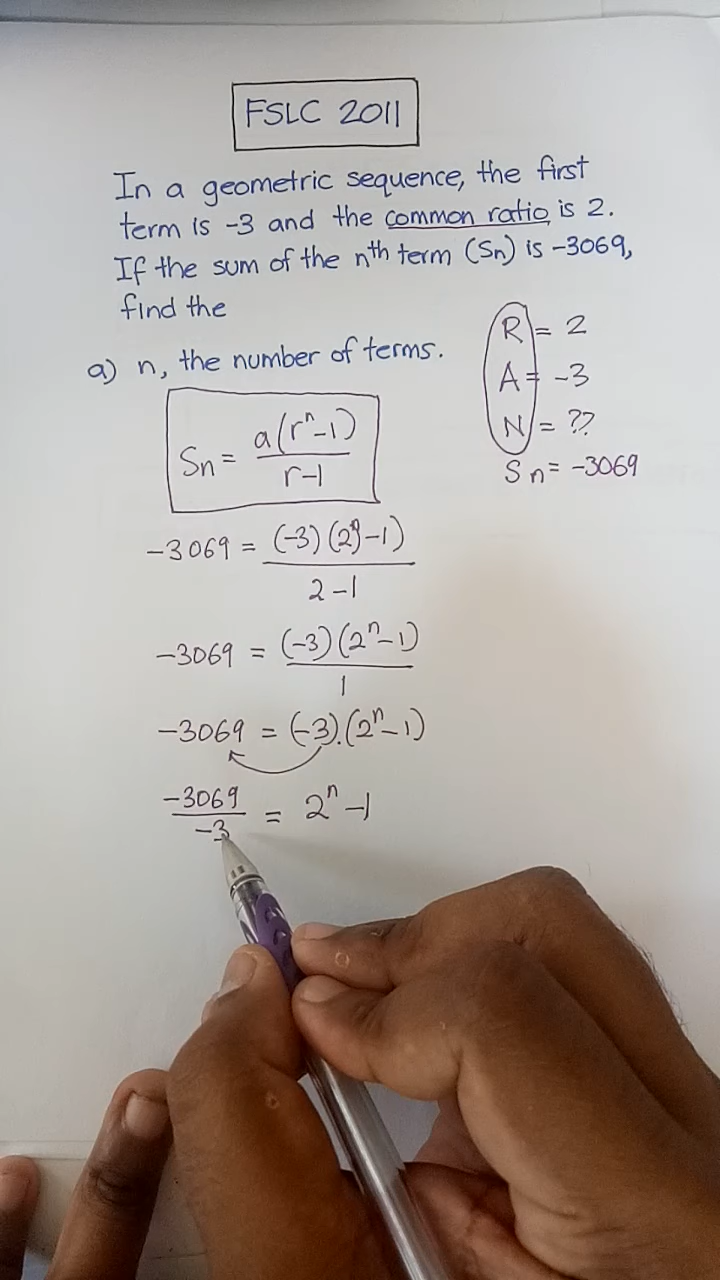 FSLC 2011
In a geometric sequence, the first
term is -3 and the common ratio is 2.
If the sum of the nth term (Sn) is -3069,
find the
a) n, the number of terms.
R = 2
A = -3
N = ??
Sn = -3069
Sn = a(rⁿ-1) / r-1
-3069 = (-3)(2ⁿ-1) / 2-1
-3069 = (-3)(2ⁿ-1) / 1
-3069 = (-3).(2ⁿ-1)
-3069 / -3 = 2ⁿ-1